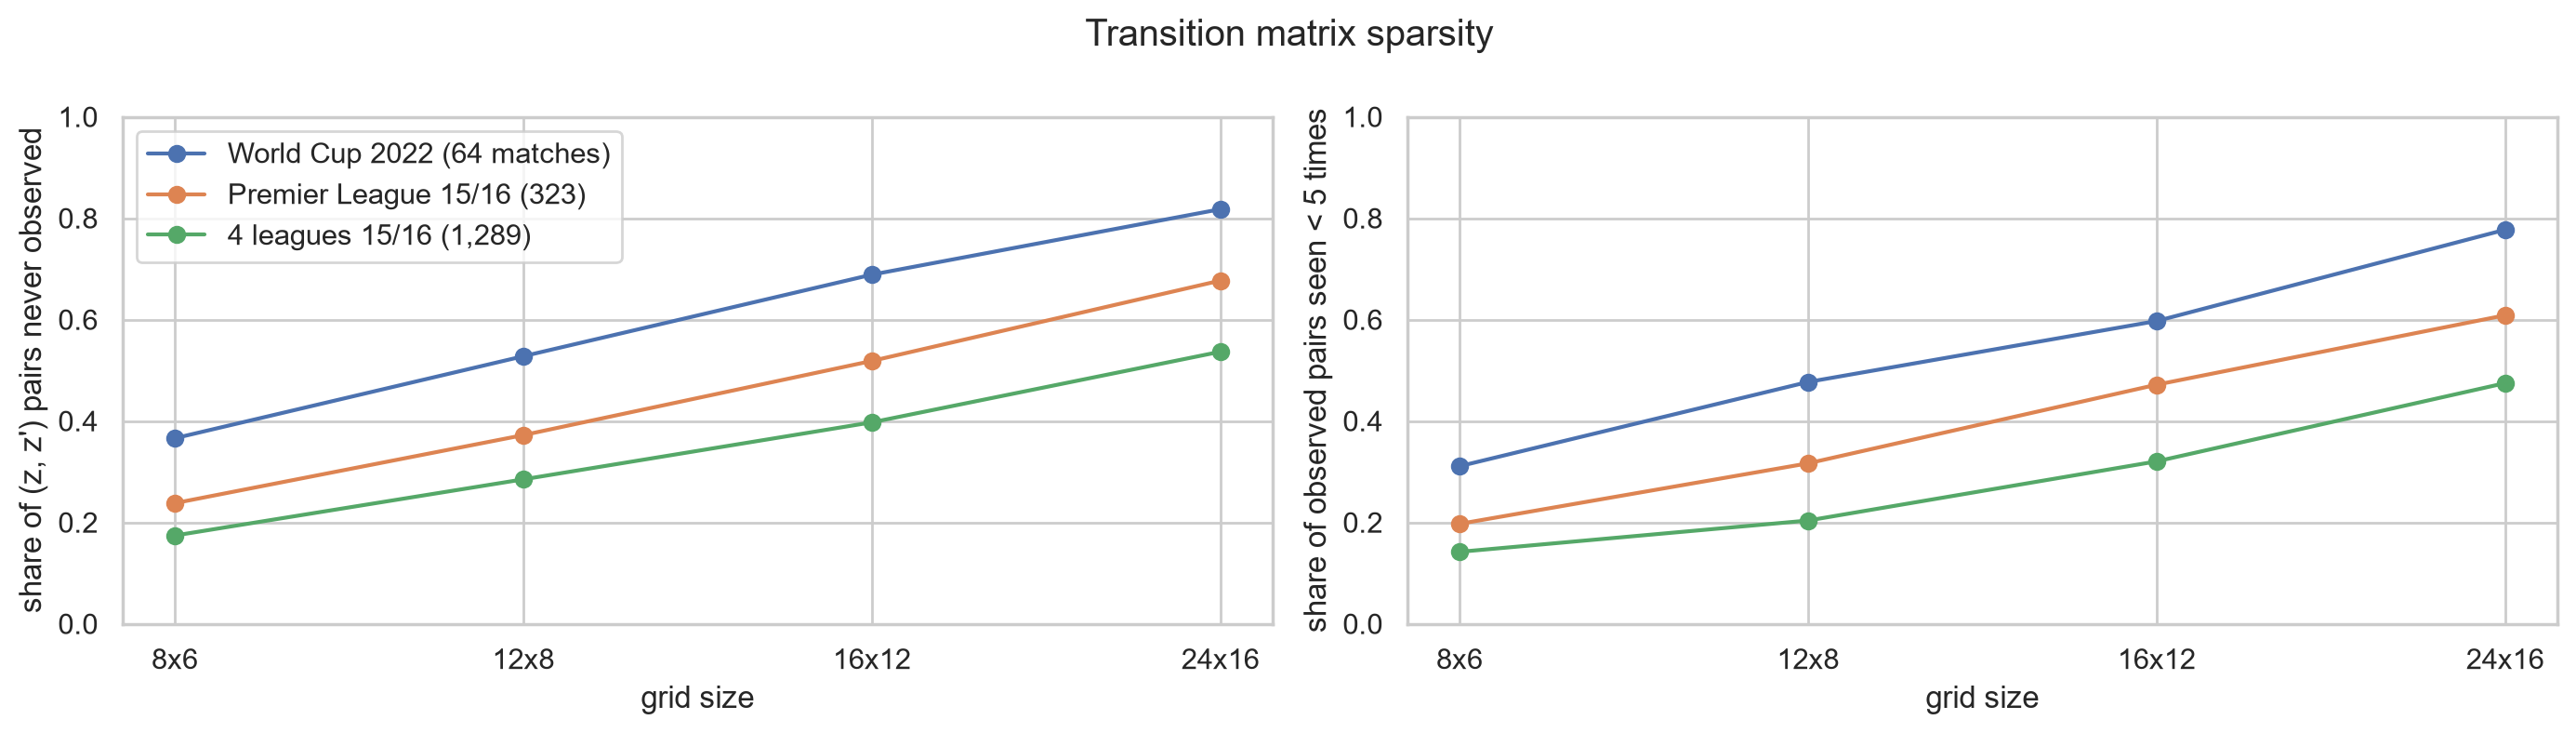 Transition matrix sparsity
share of (z, z') pairs never observed
1.0
0.8
0.6
0.4
0.2
0.0
World Cup 2022 (64 matches)
Premier League 15/16 (323)
4 leagues 15/16 (1,289)
8x6 12x8 16x12 24x16
grid size
share of observed pairs seen < 5 times
1.0
0.8
0.6
0.4
0.2
0.0
8x6 12x8 16x12 24x16
grid size